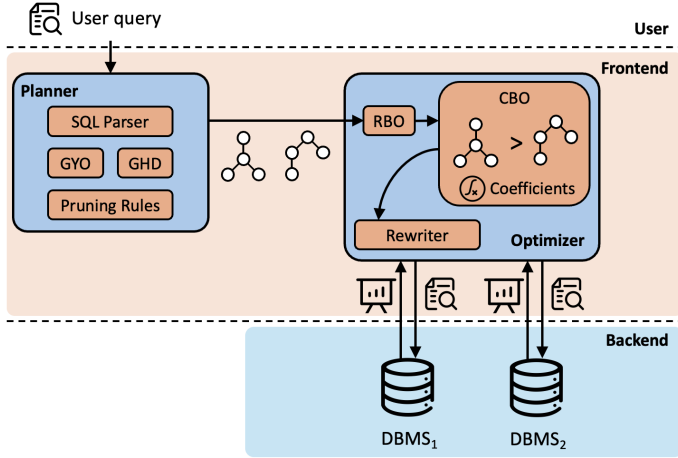 User query
User
Frontend
Planner
SQL Parser
GYO
GHD
Pruning Rules
RBO
CBO
>
fx Coefficients
Rewriter
Optimizer
Backend
DBMS1
DBMS2